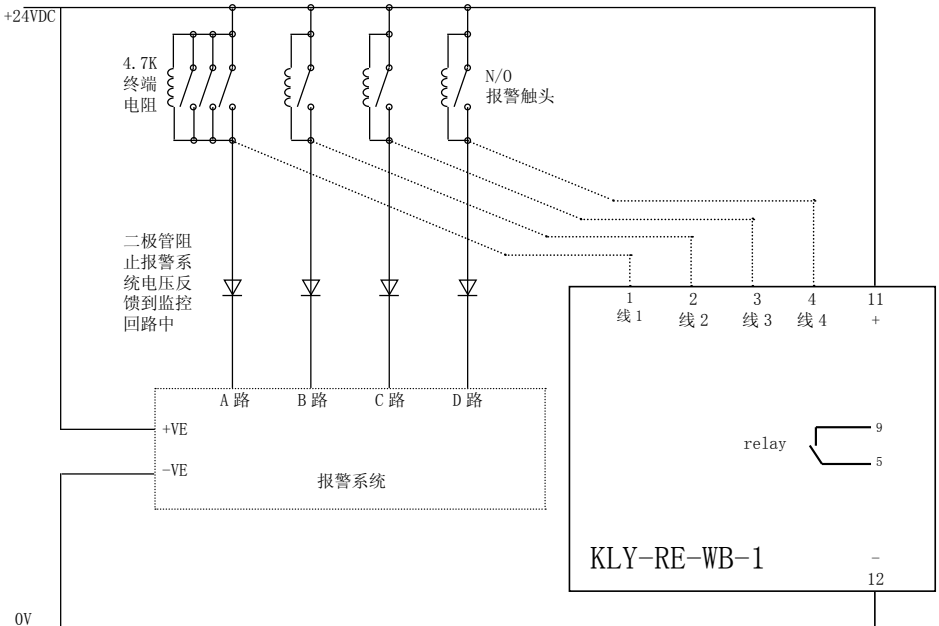 +24VDC
4.7K
终端
电阻
N/O
报警触头
二极管阻
止报警系
统电压反
馈到监控
回路中
1 2 3 4 11
线1 线2 线3 线4 +
A路 B路 C路 D路
+VE
relay
9
5
-VE
报警系统
KLY-RE-WB-1
-
12
0V